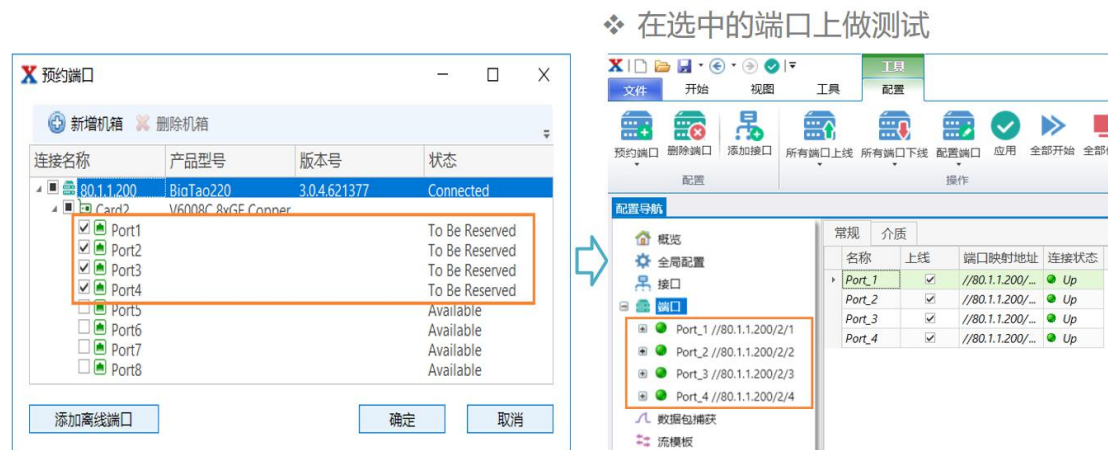 ❖ 在选中的端口上做测试
预约端口
新增机箱 删除机箱
连接名称 产品型号 版本号 状态
80.1.1.200 BigTao220 3.0.4.621377 Connected
Card2 V6008C 8xGF Copper
Port1 To Be Reserved
Port2 To Be Reserved
Port3 To Be Reserved
Port4 To Be Reserved
Port5 Available
Port6 Available
Port7 Available
Port8 Available
添加离线端口 确定 取消
工具
文件 开始 视图 工具 配置
预约端口 删除端口 添加接口 所有端口上线 所有端口下线 配置端口 应用 全部开始
配置 操作
配置导航
概览
全局配置
接口
端口
Port_1 //80.1.1.200/2/1
Port_2 //80.1.1.200/2/2
Port_3 //80.1.1.200/2/3
Port_4 //80.1.1.200/2/4
数据包捕获
流模板
常规 介质
名称 上线 端口映射地址 连接状态
Port_1 //80.1.1.200/... Up
Port_2 //80.1.1.200/... Up
Port_3 //80.1.1.200/... Up
Port_4 //80.1.1.200/... Up